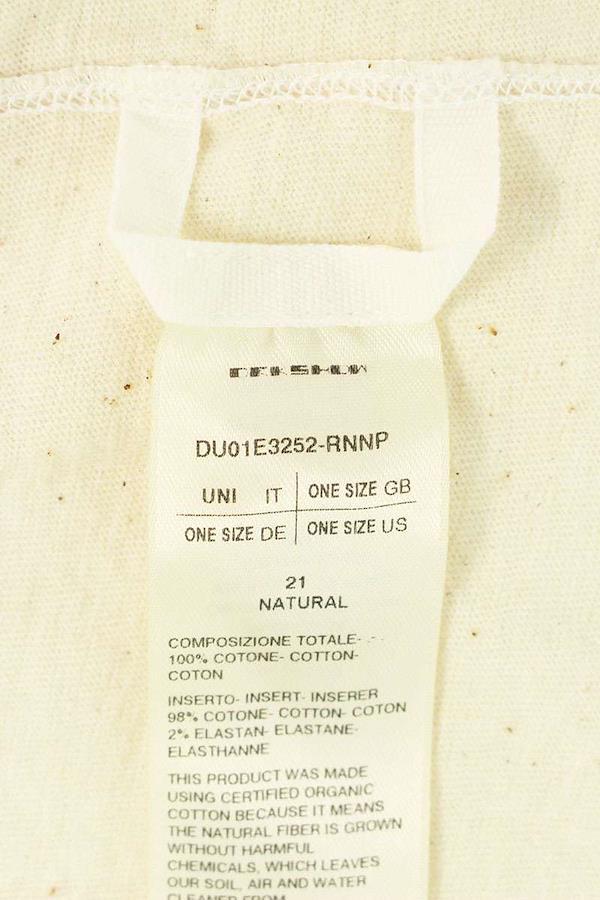 DRKSHDW
DU01E3252-RNNP
UNI IT ONE SIZE GB
ONE SIZE DE ONE SIZE US
21
NATURAL
COMPOSIZIONE TOTALE-
100% COTONE- COTTON-
COTON
INSERTO- INSERT- INSERER
98% COTONE- COTTON- COTON
2% ELASTAN- ELASTANE-
ELASTHANNE
THIS PRODUCT WAS MADE
USING CERTIFIED ORGANIC
COTTON BECAUSE IT MEANS
THE NATURAL FIBER IS GROWN
WITHOUT HARMFUL
CHEMICALS, WHICH LEAVES
OUR SOIL, AIR AND WATER
CLEANER FROM